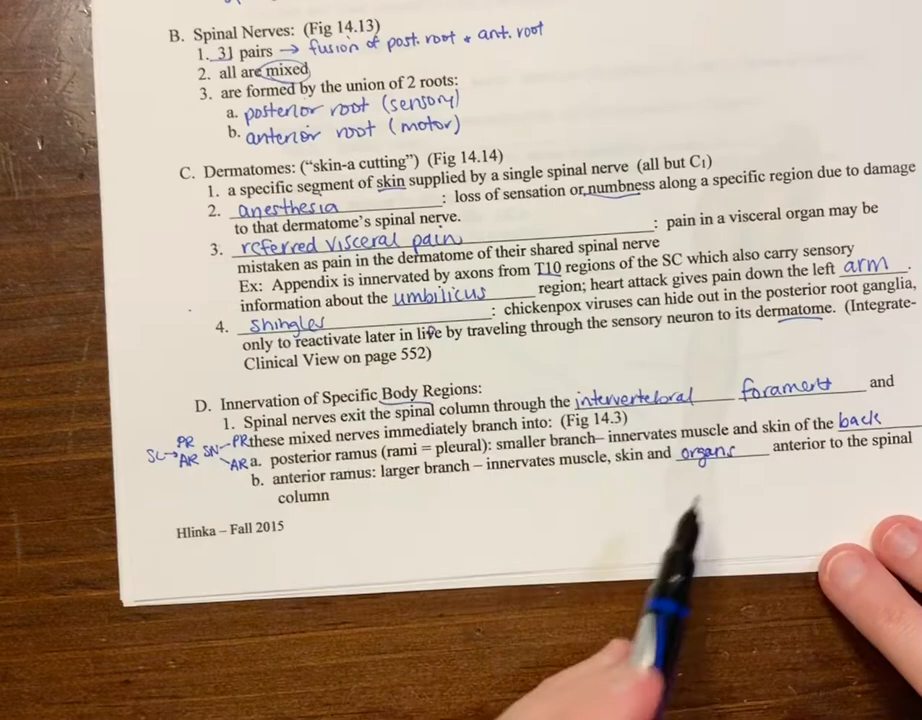 B. Spinal Nerves: (Fig 14.13)
1. 31 pairs → fusion of post. root + ant. root
2. all are mixed
3. are formed by the union of 2 roots:
a. posterior root (sensory)
b. anterior root (motor)
C. Dermatomes: (“skin-a cutting”) (Fig 14.14)
1. a specific segment of skin supplied by a single spinal nerve (all but C1)
2. anesthesia : loss of sensation or numbness along a specific region due to damage
to that dermatome’s spinal nerve.
3. referred visceral pain : pain in a visceral organ may be
mistaken as pain in the dermatome of their shared spinal nerve
Ex: Appendix is innervated by axons from T10 regions of the SC which also carry sensory
information about the umbilicus region; heart attack gives pain down the left arm.
4. shingles : chickenpox viruses can hide out in the posterior root ganglia,
only to reactivate later in life by traveling through the sensory neuron to its dermatome. (Integrate-
Clinical View on page 552)
D. Innervation of Specific Body Regions:
1. Spinal nerves exit the spinal column through the intervertebral foramen and
these mixed nerves immediately branch into: (Fig 14.3)
SC → PR AR SN PR AR
a. posterior ramus (rami = pleural): smaller branch– innervates muscle and skin of the back
b. anterior ramus: larger branch – innervates muscle, skin and organs anterior to the spinal
column
Hlinka – Fall 2015